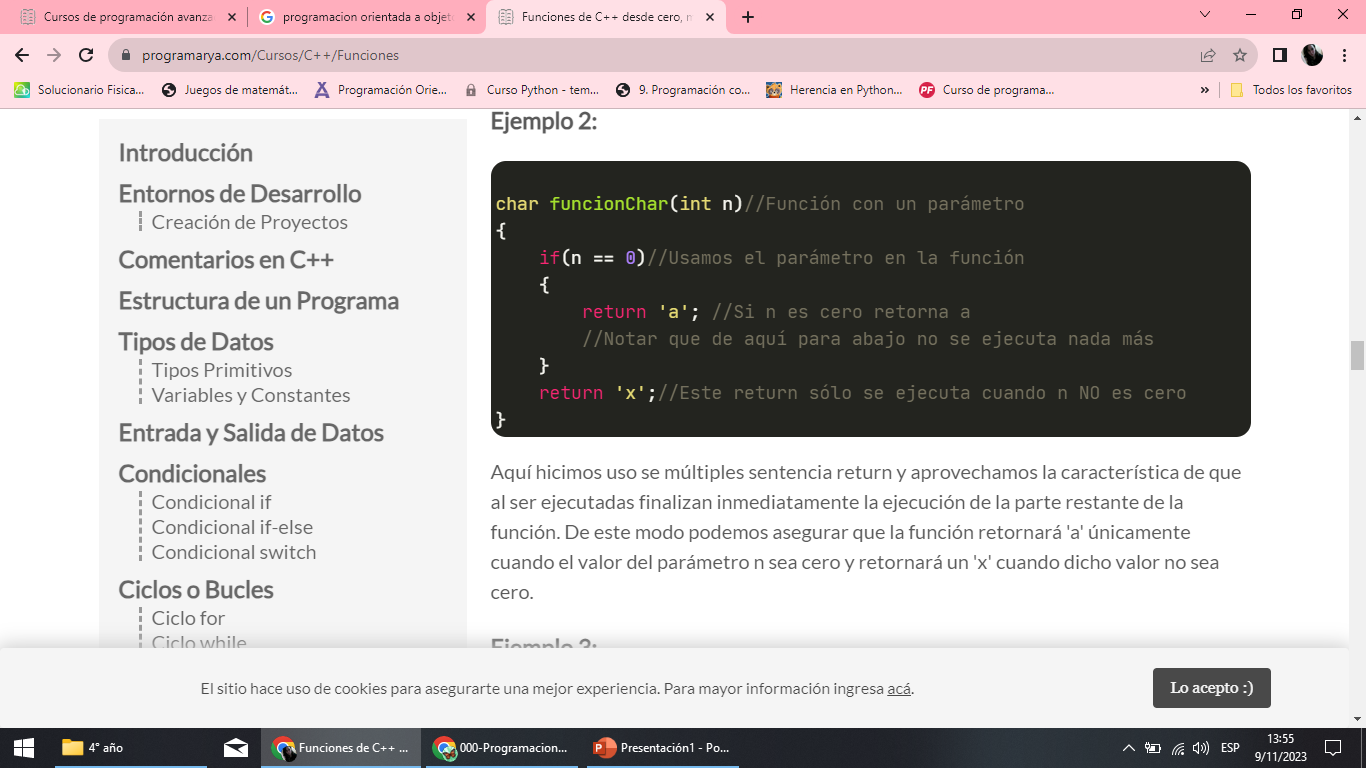 Cursos de programación avanza
programacion orientada a objet
Funciones de C++ desde cero, n
programarya.com/Cursos/C++/Funciones
Solucionario Fisica...
Juegos de matemát...
Programación Orie...
Curso Python - tem...
9. Programación co...
Herencia en Python...
Curso de programa...
»
Todos los favoritos
Introducción
Entornos de Desarrollo
Creación de Proyectos
Comentarios en C++
Estructura de un Programa
Tipos de Datos
Tipos Primitivos
Variables y Constantes
Entrada y Salida de Datos
Condicionales
Condicional if
Condicional if-else
Condicional switch
Ciclos o Bucles
Ciclo for
Ciclo while
Ejemplo 2:
char funcionChar(int n)//Función con un parámetro
{
    if(n == 0)//Usamos el parámetro en la función
    {
        return 'a'; //Si n es cero retorna a
        //Notar que de aquí para abajo no se ejecuta nada más
    }
    return 'x';//Este return sólo se ejecuta cuando n NO es cero
}
Aquí hicimos uso se múltiples sentencia return y aprovechamos la característica de que
al ser ejecutadas finalizan inmediatamente la ejecución de la parte restante de la
función. De este modo podemos asegurar que la función retornará 'a' únicamente
cuando el valor del parámetro n sea cero y retornará un 'x' cuando dicho valor no sea
cero.
Ejemplo 3:
El sitio hace uso de cookies para asegurarte una mejor experiencia. Para mayor información ingresa acá.
Lo acepto :)
4° año
Funciones de C++ ...
000-Programacion...
Presentación1 - Po...
ESP
13:55
9/11/2023